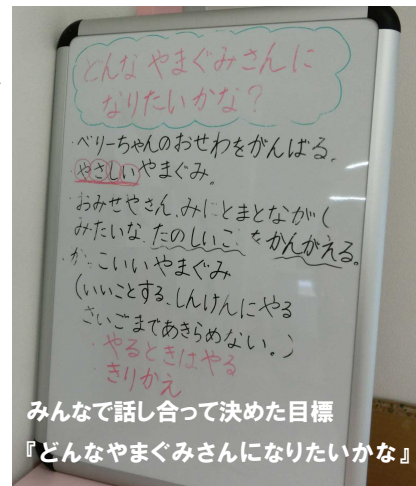 どんなやまぐみさんに
なりたいかな？
・ベリーちゃんのおせわをがんばる。
・やさしいやまぐみ。
・おみせやさん、みにとまとながし
みたいな、たのしいこをかんがえる。
・かっこいいやまぐみ
(いいことする、しんけんにやる
さいごまであきらめない。)
・やるときはやる
・きりかえ
みんなで話し合って決めた目標
『どんなやまぐみさんになりたいかな』